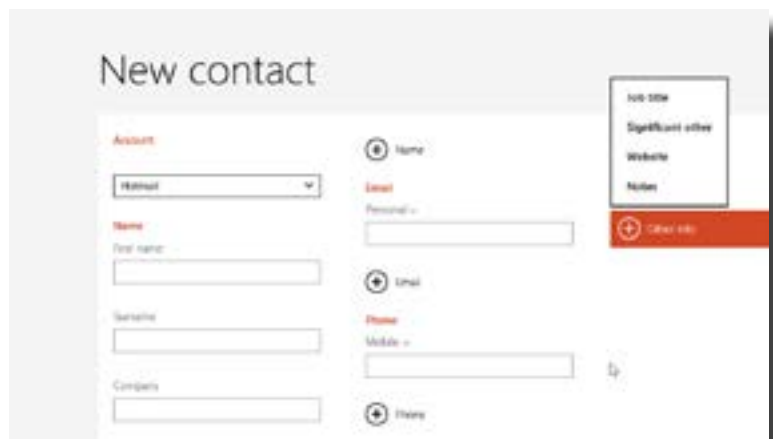 New contact
Account
Hotmail
Name
First name
Surname
Company
Name
Email
Personal
Email
Phone
Mobile
Phone
Job title
Significant other
Website
Notes
Other info